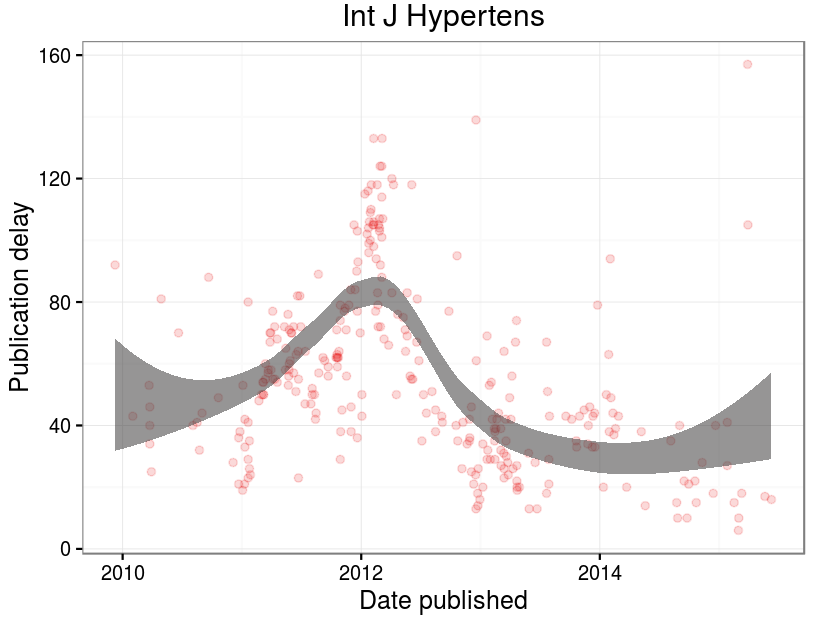 Int J Hypertens
Publication delay
160
120
80
40
0
2010 2012 2014
Date published